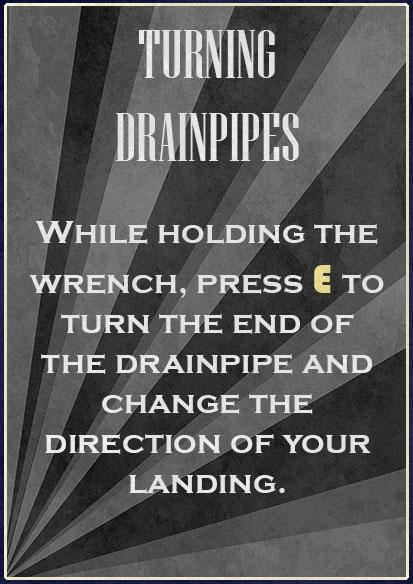 TURNING
DRAINPIPES
WHILE HOLDING THE
WRENCH, PRESS E TO
TURN THE END OF
THE DRAINPIPE AND
CHANGE THE
DIRECTION OF YOUR
LANDING.